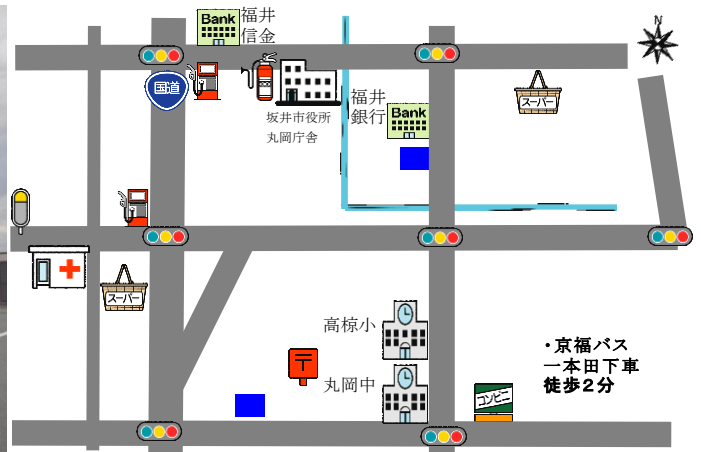 Bank
福井
信金
N
国道
坂井市役所
丸岡庁舎
福井
銀行
Bank
スーパー
スーパー
高椋小
丸岡中
〒
コンビニ
・京福バス
一本田下車
徒歩2分